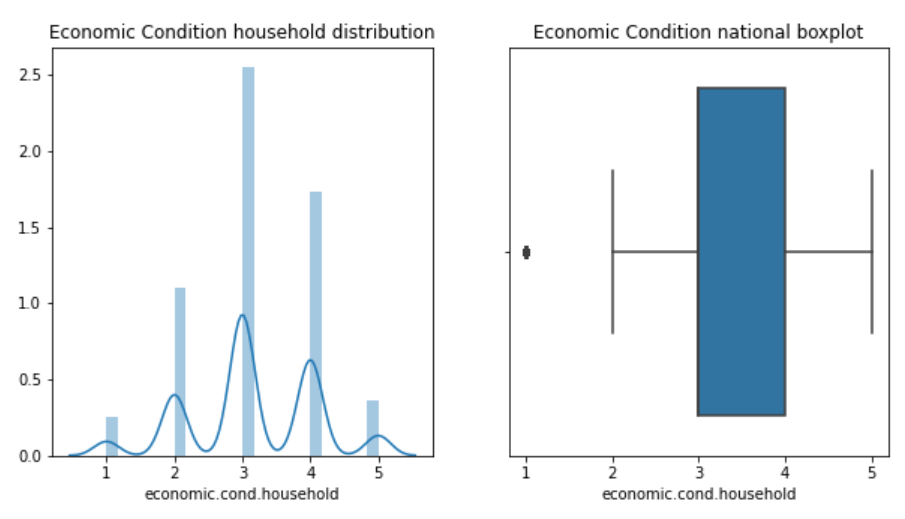 Economic Condition household distribution
2.5
2.0
1.5
1.0
0.5
0.0
1 2 3 4 5
economic.cond.household
Economic Condition national boxplot
1 2 3 4 5
economic.cond.household